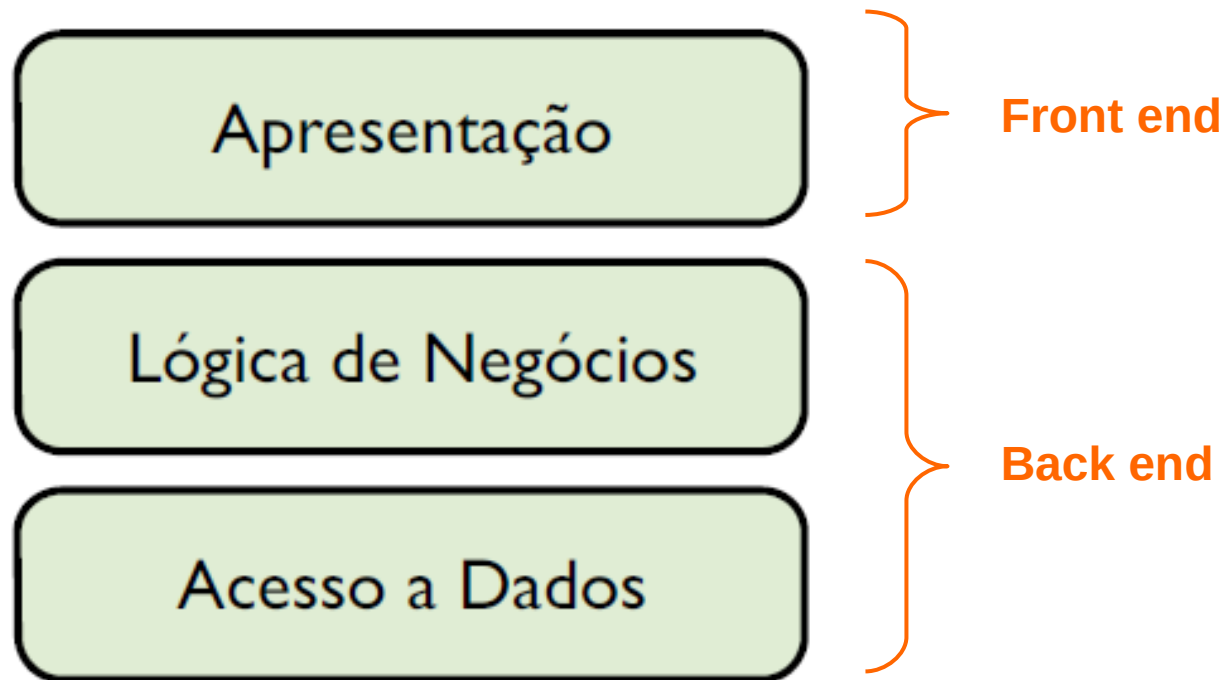 Apresentação
Front end
Lógica de Negócios
Back end
Acesso a Dados